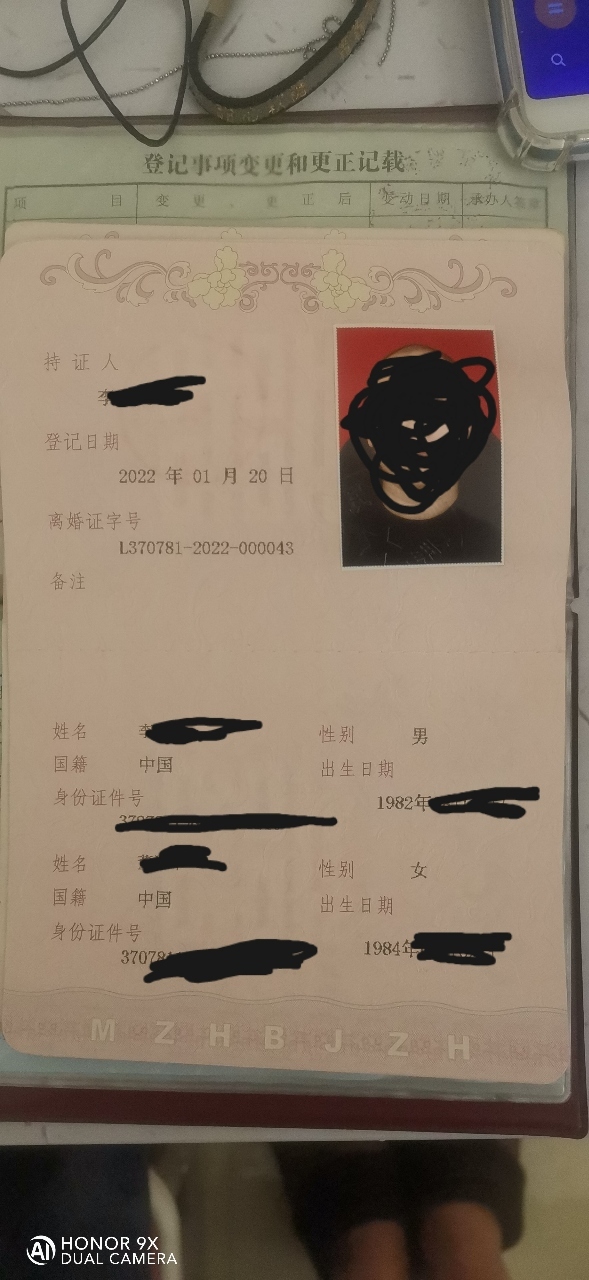 登记事项变更和更正记载
项 目 变 更 、 更 正 后 变动日期 承办人签章
持 证 人
李
登记日期
2022 年 01 月 20 日
离婚证字号
L370781-2022-000043
备注
姓名 李 性别 男
国籍 中国 出生日期
身份证件号 1982年
姓名 性别 女
国籍 中国 出生日期
身份证件号 1984年
37078
M Z H B J Z H
HONOR 9X
DUAL CAMERA